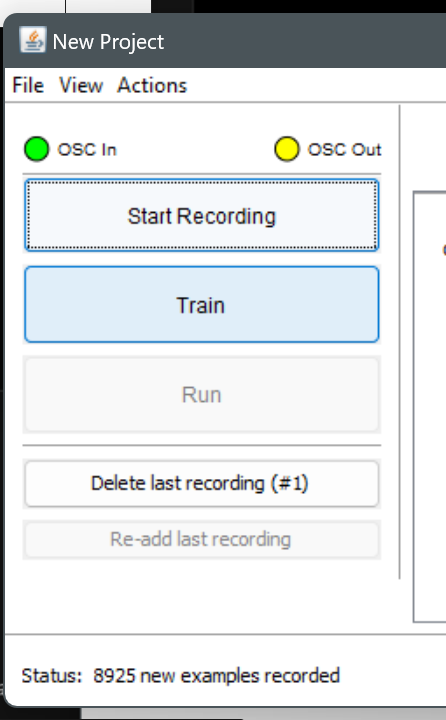 New Project
File View Actions
OSC In OSC Out
Start Recording
Train
Run
Delete last recording (#1)
Re-add last recording
Status: 8925 new examples recorded